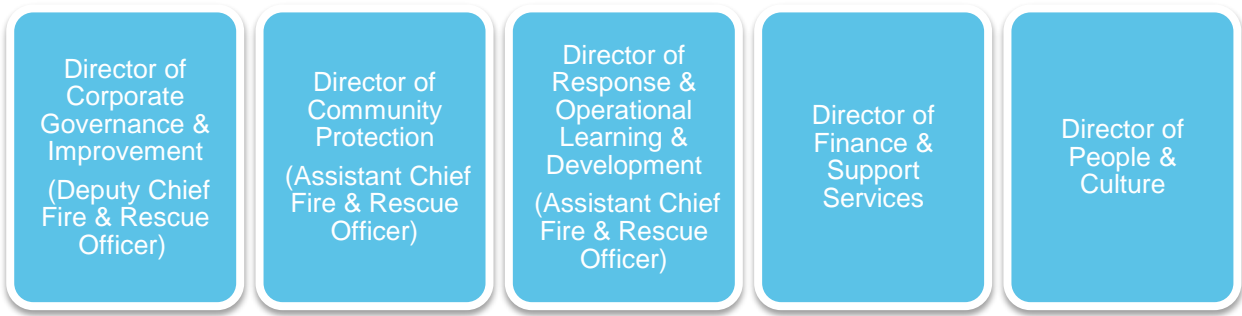 Director of
Corporate
Governance &
Improvement
(Deputy Chief
Fire & Rescue
Officer)
Director of
Community
Protection
(Assistant Chief
Fire & Rescue
Officer)
Director of
Response &
Operational
Learning &
Development
(Assistant Chief
Fire & Rescue
Officer)
Director of
Finance &
Support
Services
Director of
People &
Culture